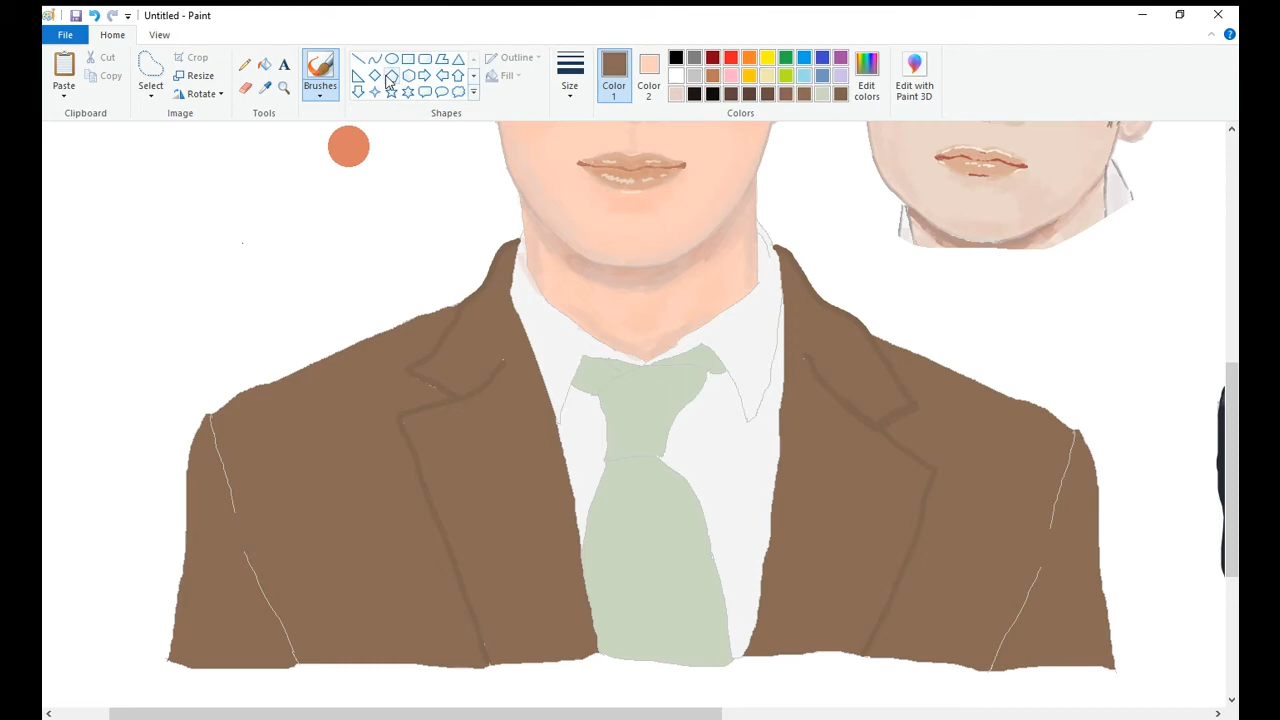 Untitled - Paint
File
Home
View
Paste
Cut
Copy
Clipboard
Select
Crop
Resize
Rotate
Image
A
Tools
Brushes
Outline
Fill
Shapes
Size
Color
1
Color
2
Colors
Edit
colors
Edit with
Paint 3D